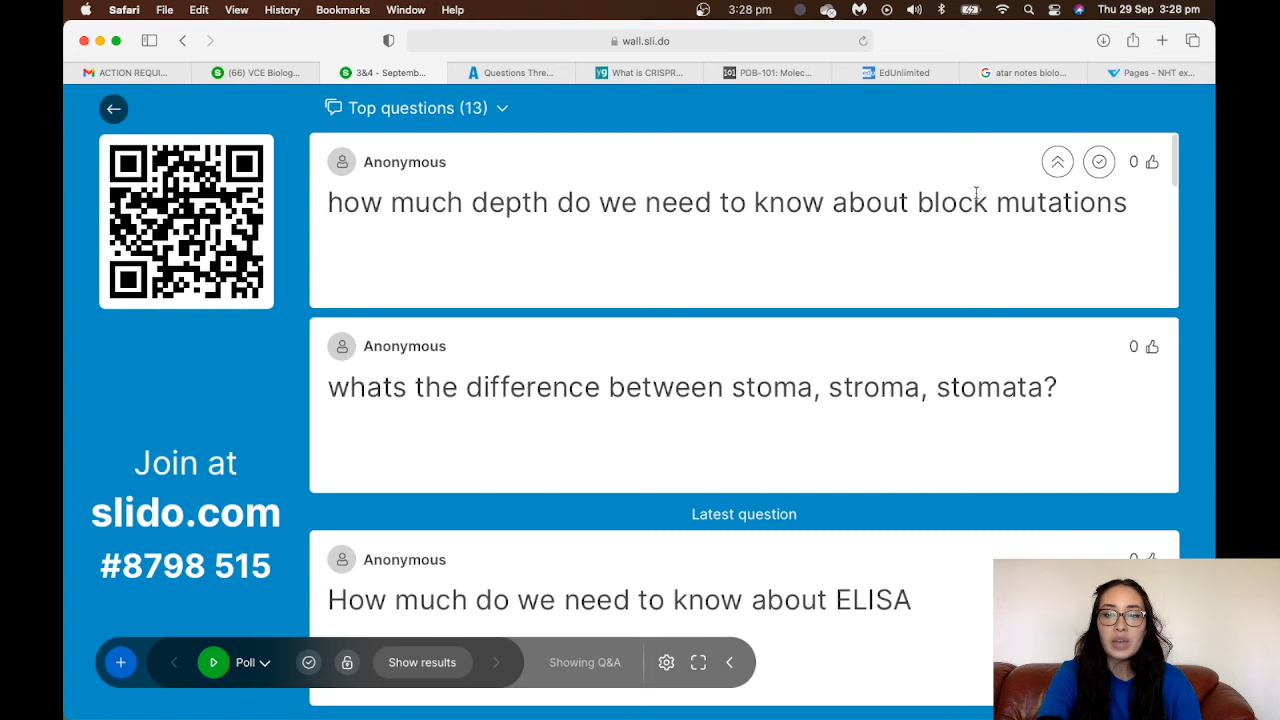 Safari File Edit View History Bookmarks Window Help 3:28 pm Thu 29 Sep 3:28 pm
wall.sli.do
ACTION REQUI... (66) VCE Biolog... 3&4 - Septemb... Questions Thre... What is CRISPR... PDB-101: Molec... EdUnlimited atar notes biolo... Pages – NHT ex...
Top questions (13)
Anonymous 0
how much depth do we need to know about block mutations
Anonymous 0
whats the difference between stoma, stroma, stomata?
Join at
slido.com
#8798 515
Latest question
Anonymous 0
How much do we need to know about ELISA
Poll Show results Showing Q&A